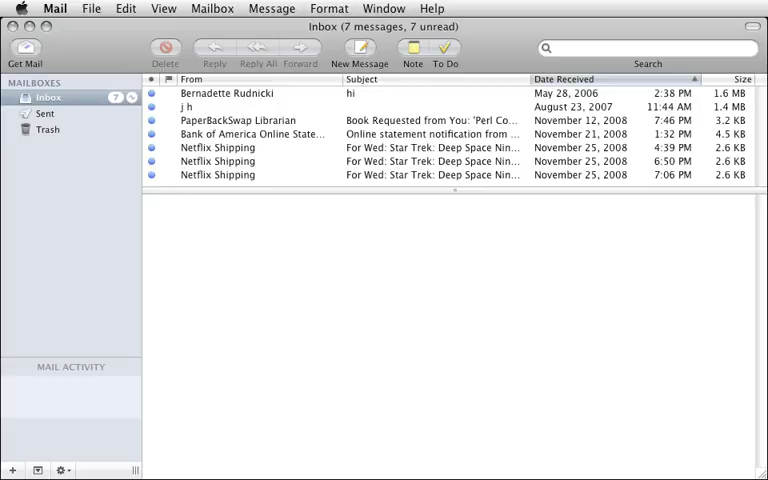 Mail File Edit View Mailbox Message Format Window Help
Inbox (7 messages, 7 unread)
Get Mail Delete Reply Reply All Forward New Message Note To Do Search
MAILBOXES
Inbox 7
Sent
Trash
From Subject Date Received Size
Bernadette Rudnicki hi May 28, 2006 2:38 PM 1.6 MB
j h August 23, 2007 11:44 AM 1.4 MB
PaperBackSwap Librarian Book Requested from You: 'Perl Co... November 12, 2008 7:46 PM 3.2 KB
Bank of America Online State... Online statement notification from ... November 21, 2008 1:32 PM 4.5 KB
Netflix Shipping For Wed: Star Trek: Deep Space Nin... November 25, 2008 4:39 PM 2.6 KB
Netflix Shipping For Wed: Star Trek: Deep Space Nin... November 25, 2008 6:50 PM 2.6 KB
Netflix Shipping For Wed: Star Trek: Deep Space Nin... November 25, 2008 7:06 PM 2.6 KB
MAIL ACTIVITY